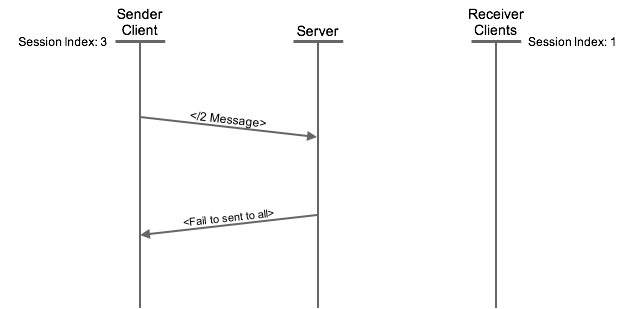 Sender
Client
Server
Receiver
Clients
Session Index: 3
Session Index: 1
</2 Message>
<Fail to sent to all>